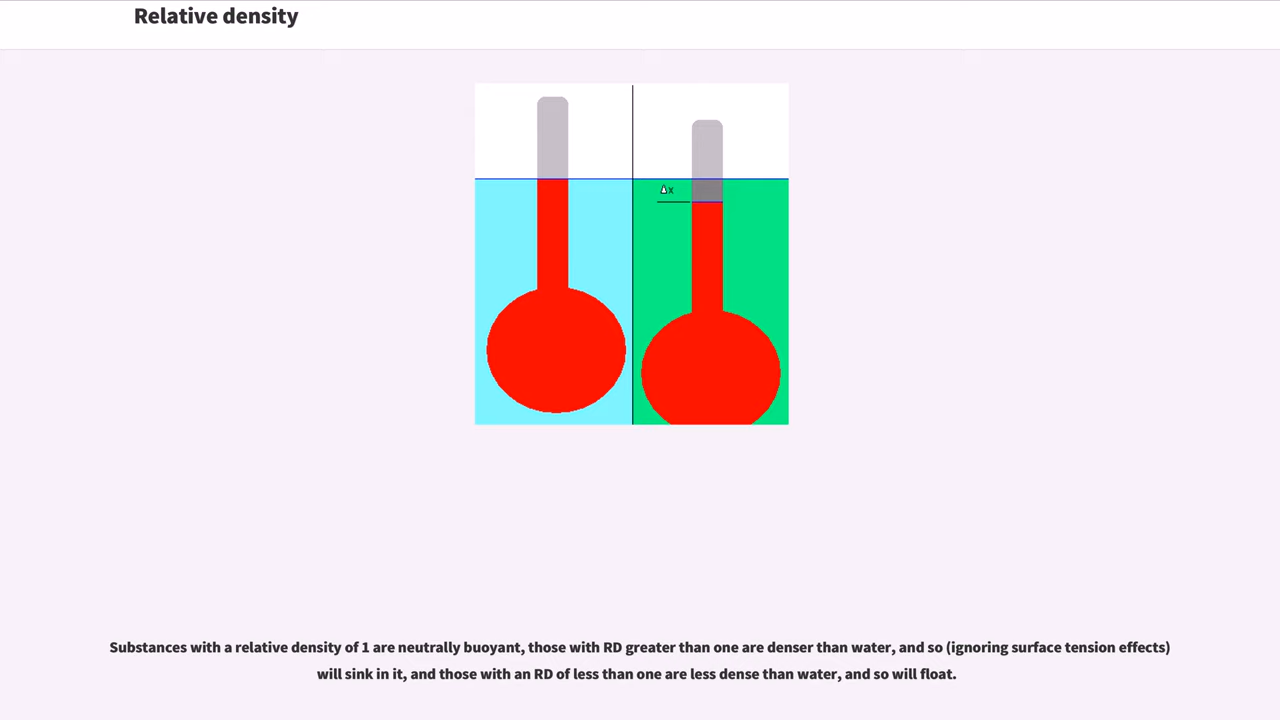 Relative density
Δx
Substances with a relative density of 1 are neutrally buoyant, those with RD greater than one are denser than water, and so (ignoring surface tension effects)
will sink in it, and those with an RD of less than one are less dense than water, and so will float.